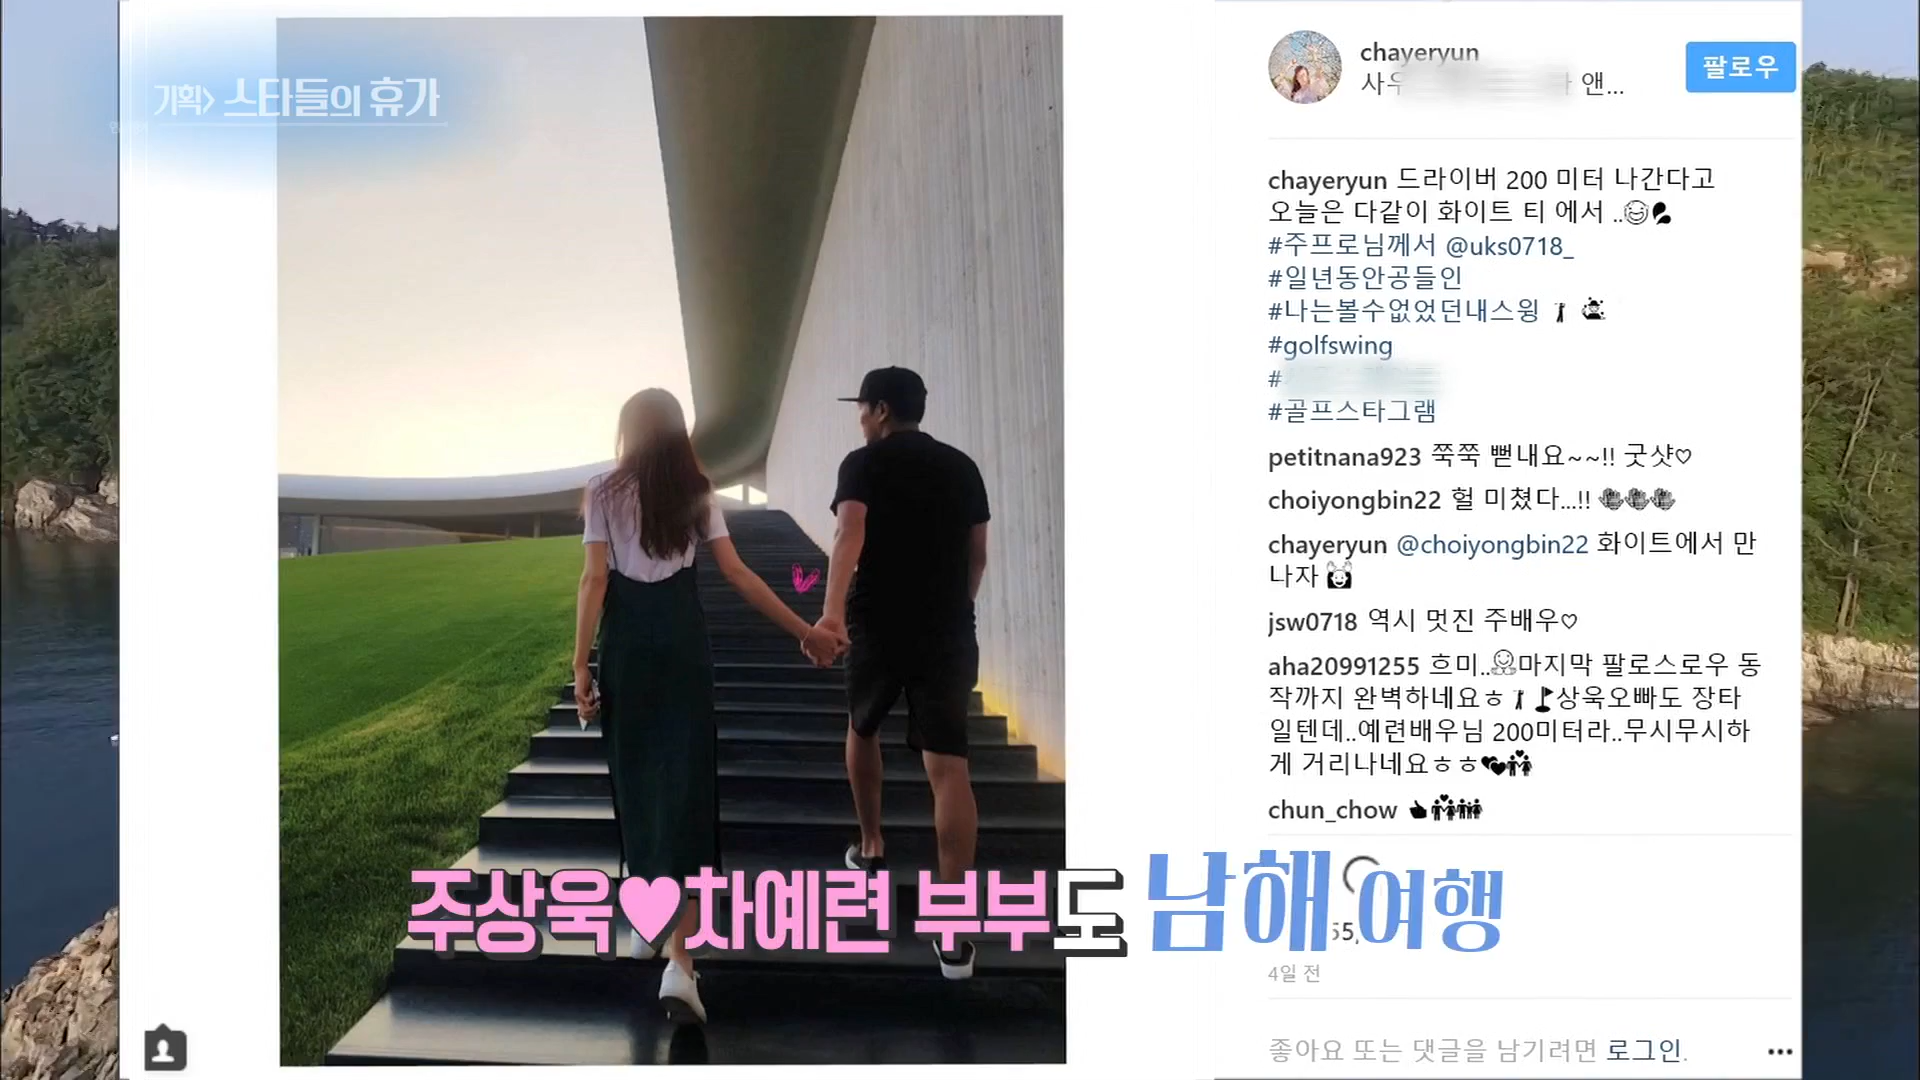 기획> 스타들의 휴가
chayeryun
사우 앤...
팔로우
chayeryun 드라이버 200 미터 나간다고
오늘은 다같이 화이트 티 에서 ..
#주프로님께서 @uks0718_
#일년동안공들인
#나는볼수없었던내스윙
#golfswing
#
#골프스타그램
petitnana923 쭉쭉 뻗내요~~!! 굿샷♡
choiyongbin22 헐 미쳤다...!!
chayeryun @choiyongbin22 화이트에서 만
나자
jsw0718 역시 멋진 주배우♡
aha20991255 흐미..마지막 팔로스로우 동
작까지 완벽하네요ㅎ 상욱오빠도 장타
일텐데..예련배우님 200미터라..무시무시하
게 거리나네요ㅎㅎ
chun_chow
주상욱♥차예련 부부도 남해 여행
4일 전
좋아요 또는 댓글을 남기려면 로그인.